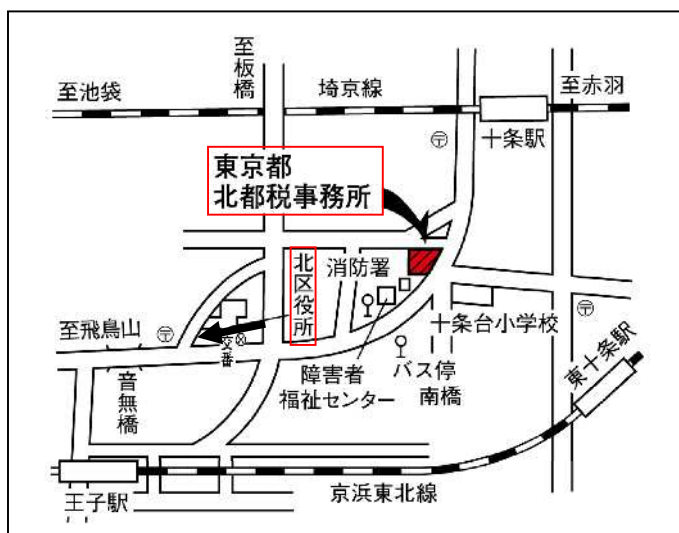 至板橋
至池袋
埼京線
至赤羽
〒
十条駅
東京都
北都税事務所
北区役所
消防署
至飛鳥山
〒
交番
十条台小学校
〒
東十条駅
音無橋
障害者
福祉センター
バス停
南橋
王子駅
京浜東北線